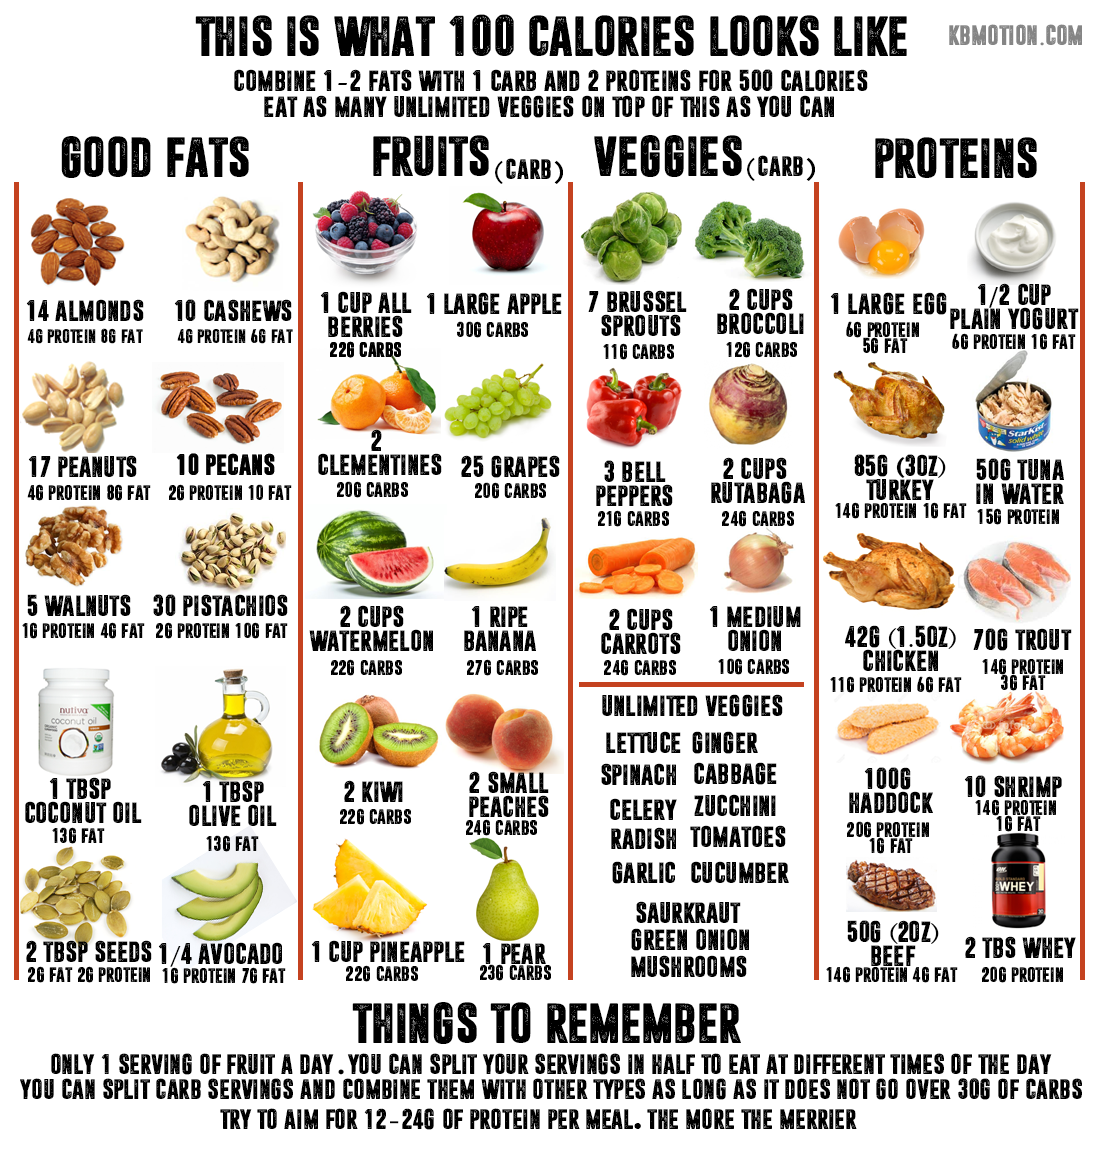 THIS IS WHAT 100 CALORIES LOOKS LIKE
KBMOTION.COM
COMBINE 1-2 FATS WITH 1 CARB AND 2 PROTEINS FOR 500 CALORIES
EAT AS MANY UNLIMITED VEGGIES ON TOP OF THIS AS YOU CAN
GOOD FATS
14 ALMONDS
4G PROTEIN 8G FAT
10 CASHEWS
4G PROTEIN 6G FAT
17 PEANUTS
4G PROTEIN 8G FAT
10 PECANS
2G PROTEIN 10 FAT
5 WALNUTS
1G PROTEIN 4G FAT
30 PISTACHIOS
2G PROTEIN 10G FAT
nutiva
coconut oil
1 TBSP
COCONUT OIL
13G FAT
1 TBSP
OLIVE OIL
13G FAT
2 TBSP SEEDS
2G FAT 2G PROTEIN
1/4 AVOCADO
1G PROTEIN 7G FAT
FRUITS (CARB)
1 CUP ALL
BERRIES
22G CARBS
1 LARGE APPLE
30G CARBS
2
CLEMENTINES
20G CARBS
25 GRAPES
20G CARBS
2 CUPS
WATERMELON
22G CARBS
1 RIPE
BANANA
27G CARBS
2 KIWI
22G CARBS
2 SMALL
PEACHES
24G CARBS
1 CUP PINEAPPLE
22G CARBS
1 PEAR
23G CARBS
VEGGIES (CARB)
7 BRUSSEL
SPROUTS
11G CARBS
2 CUPS
BROCCOLI
12G CARBS
3 BELL
PEPPERS
21G CARBS
2 CUPS
RUTABAGA
24G CARBS
2 CUPS
CARROTS
24G CARBS
1 MEDIUM
ONION
10G CARBS
UNLIMITED VEGGIES
LETTUCE GINGER
SPINACH CABBAGE
CELERY ZUCCHINI
RADISH TOMATOES
GARLIC CUCUMBER
SAURKRAUT
GREEN ONION
MUSHROOMS
PROTEINS
1 LARGE EGG
6G PROTEIN
5G FAT
1/2 CUP
PLAIN YOGURT
6G PROTEIN 1G FAT
85G (3OZ)
TURKEY
14G PROTEIN 1G FAT
StarKist
solid white
50G TUNA
IN WATER
15G PROTEIN
42G (1.5OZ)
CHICKEN
11G PROTEIN 6G FAT
70G TROUT
14G PROTEIN
3G FAT
100G
HADDOCK
20G PROTEIN
1G FAT
10 SHRIMP
14G PROTEIN
1G FAT
50G (2OZ)
BEEF
14G PROTEIN 4G FAT
ON
WHEY
2 TBS WHEY
20G PROTEIN
THINGS TO REMEMBER
ONLY 1 SERVING OF FRUIT A DAY .YOU CAN SPLIT YOUR SERVINGS IN HALF TO EAT AT DIFFERENT TIMES OF THE DAY
YOU CAN SPLIT CARB SERVINGS AND COMBINE THEM WITH OTHER TYPES AS LONG AS IT DOES NOT GO OVER 30G OF CARBS
TRY TO AIM FOR 12-24G OF PROTEIN PER MEAL. THE MORE THE MERRIER